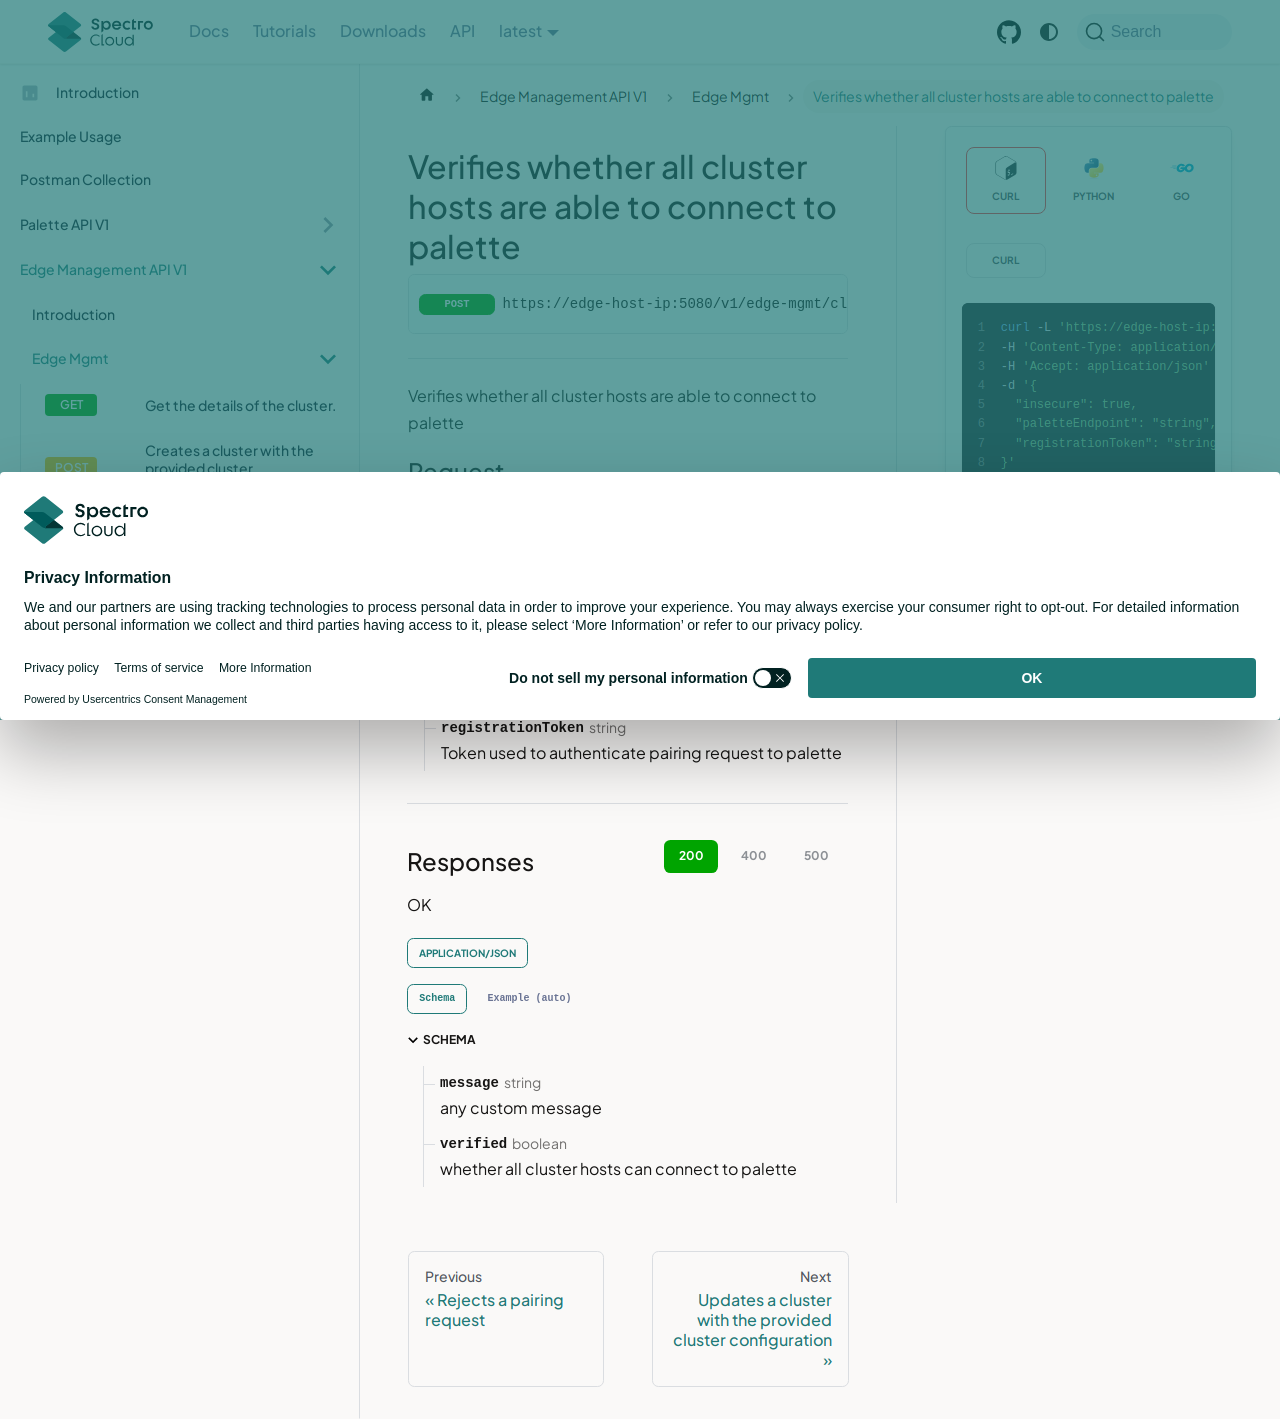 Spectro Cloud
Docs Tutorials Downloads API latest
Search
Introduction
Example Usage
Postman Collection
Palette API V1
Edge Management API V1
Introduction
Edge Mgmt
GET Get the details of the cluster.
POST Creates a cluster with the
provided cluster
Edge Management API V1 > Edge Mgmt > Verifies whether all cluster hosts are able to connect to palette
Verifies whether all cluster
hosts are able to connect to
palette
POST https://edge-host-ip:5080/v1/edge-mgmt/cl
Verifies whether all cluster hosts are able to connect to
palette
Request
CURL PYTHON GO
CURL
1 curl -L 'https://edge-host-ip:
2 -H 'Content-Type: application/
3 -H 'Accept: application/json'
4 -d '{
5 "insecure": true,
6 "paletteEndpoint": "string",
7 "registrationToken": "string
8 }'
Spectro
Cloud
Privacy Information
We and our partners are using tracking technologies to process personal data in order to improve your experience. You may always exercise your consumer right to opt-out. For detailed information
about personal information we collect and third parties having access to it, please select ‘More Information’ or refer to our privacy policy.
Privacy policy Terms of service More Information
Do not sell my personal information
OK
Powered by Usercentrics Consent Management
registrationToken string
Token used to authenticate pairing request to palette
Responses
200 400 500
OK
APPLICATION/JSON
Schema Example (auto)
SCHEMA
message string
any custom message
verified boolean
whether all cluster hosts can connect to palette
Previous
« Rejects a pairing
request
Next
Updates a cluster
with the provided
cluster configuration
»